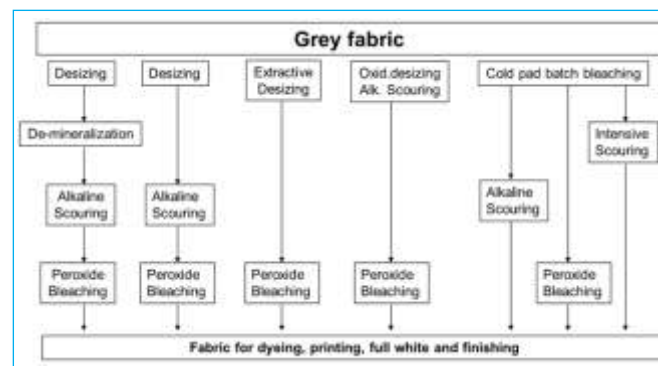 Grey fabric
Desizing
Desizing
Extractive
Desizing
Oxid.desizing
Alk. Scouring
Cold pad batch bleaching
De-mineralization
Intensive
Scouring
Alkaline
Scouring
Alkaline
Scouring
Alkaline
Scouring
Peroxide
Bleaching
Peroxide
Bleaching
Peroxide
Bleaching
Peroxide
Bleaching
Peroxide
Bleaching
Fabric for dyeing, printing, full white and finishing